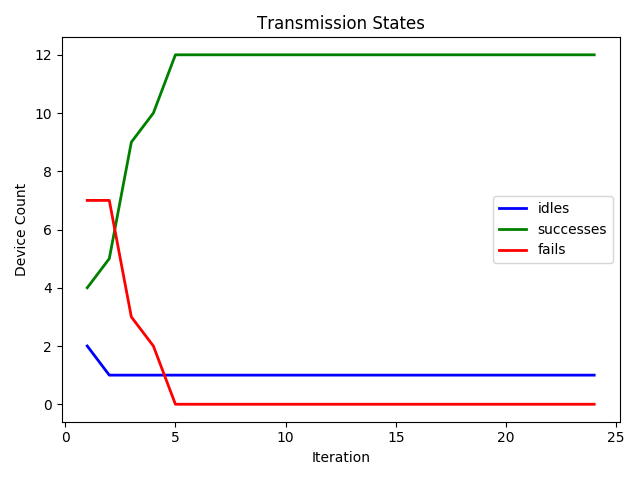 Transmission States
Device Count
12
10
8
6
4
2
0
idles
successes
fails
0 5 10 15 20 25
Iteration